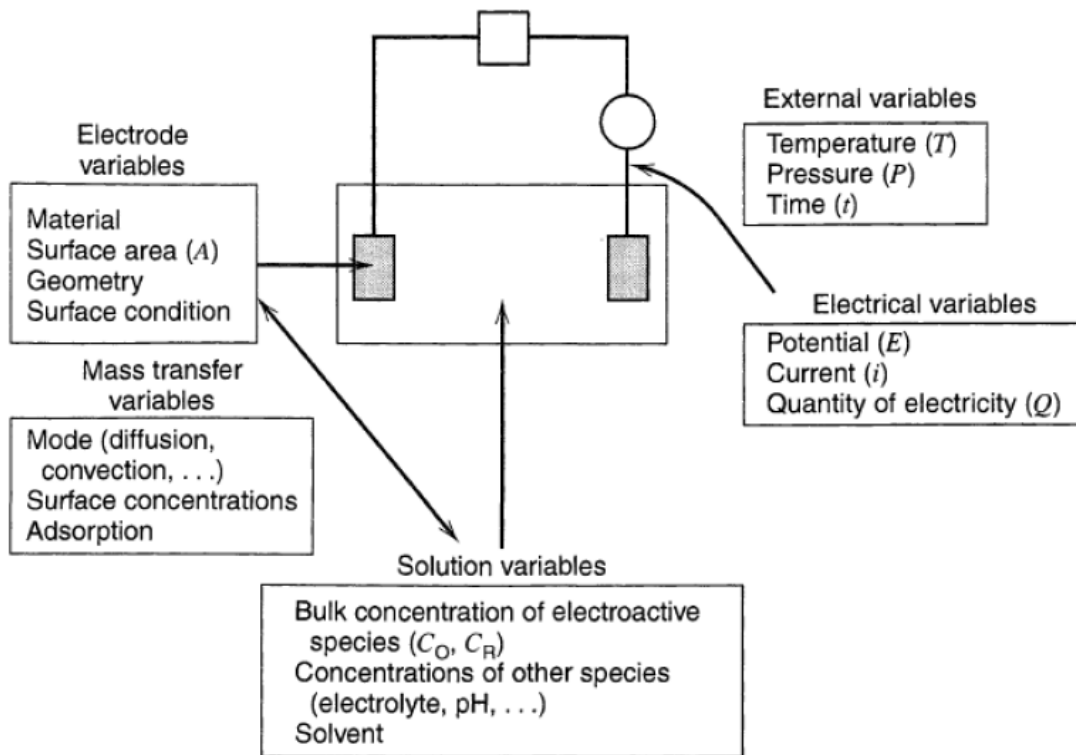 External variables
Temperature (T)
Pressure (P)
Time (t)
Electrode
variables
Material
Surface area (A)
Geometry
Surface condition
Electrical variables
Potential (E)
Current (i)
Quantity of electricity (Q)
Mass transfer
variables
Mode (diffusion,
convection, . . .)
Surface concentrations
Adsorption
Solution variables
Bulk concentration of electroactive
species (C_O, C_R)
Concentrations of other species
(electrolyte, pH, . . .)
Solvent